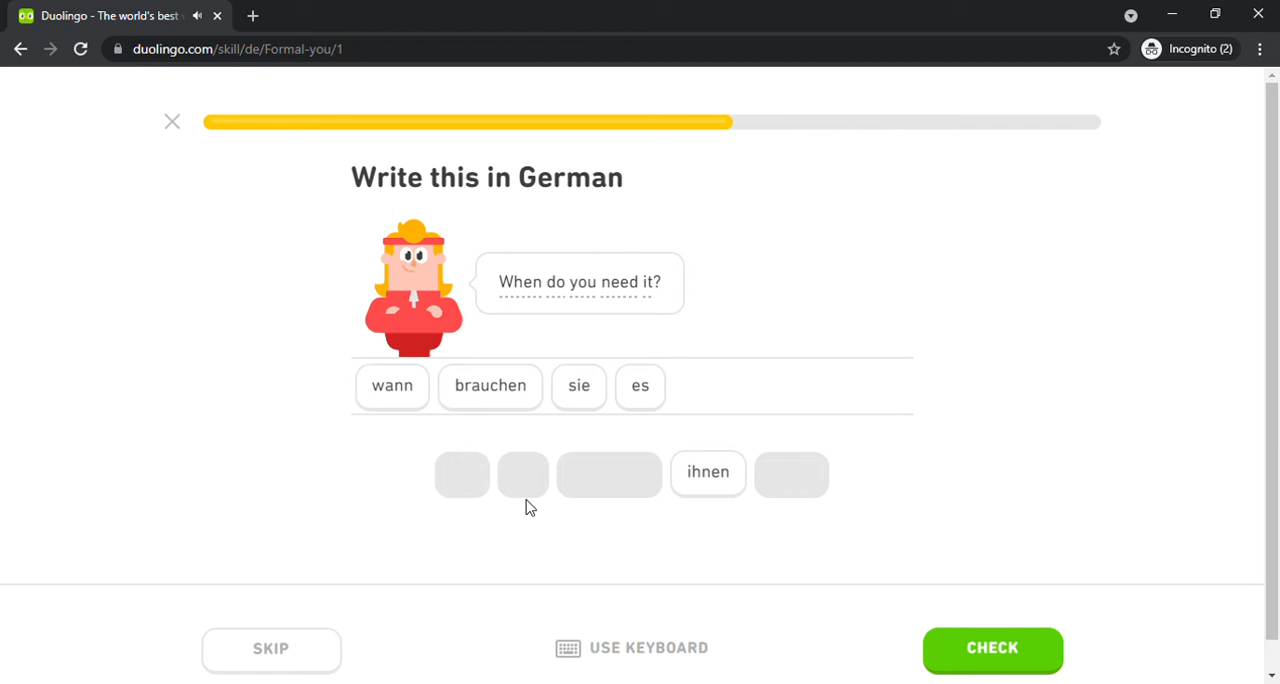 Duolingo - The world's best
duolingo.com/skill/de/Formal-you/1
Incognito (2)
Write this in German
When do you need it?
wann brauchen sie es
ihnen
SKIP
USE KEYBOARD
CHECK